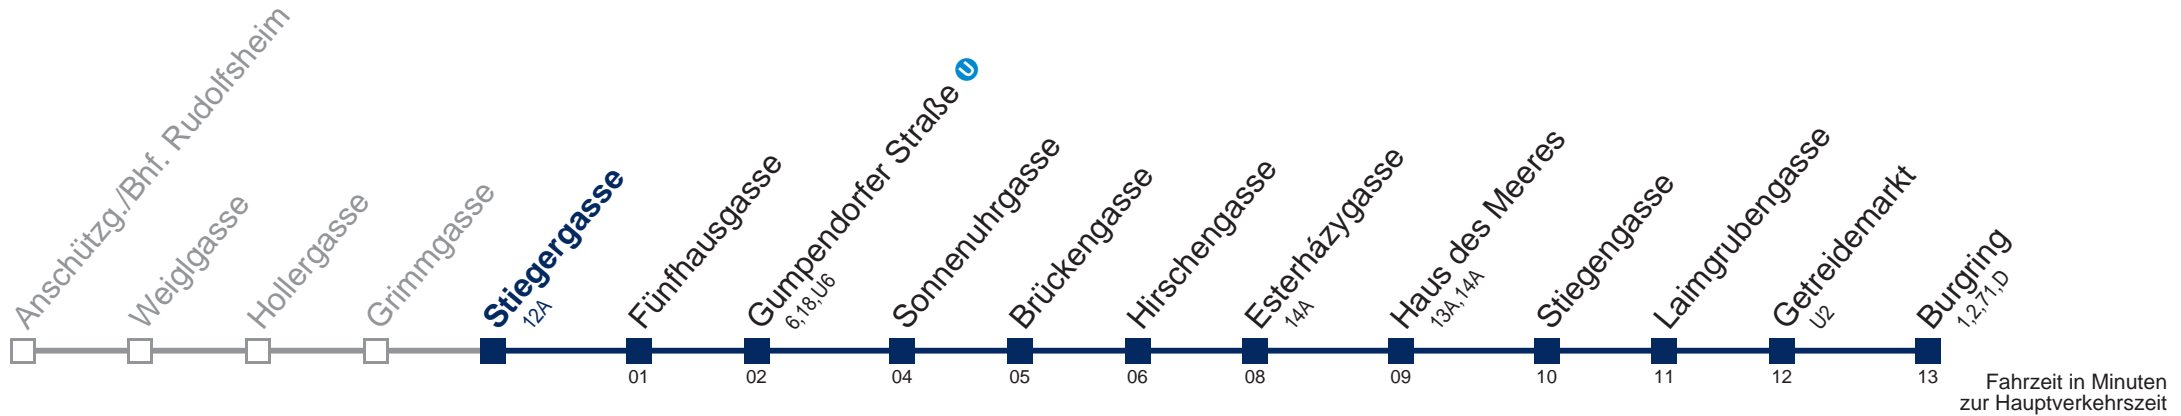 Anschützg./Bhf. Rudolfsheim
Weiglgasse
Hollergasse
Grimmgasse
Stiegergasse
12A
Fünfhausgasse
01
Gumpendorfer Straße U
6,18,U6
02
Sonnenuhrgasse
04
Brückengasse
05
Hirschengasse
06
Esterházygasse
14A
08
Haus des Meeres
13A,14A
09
Stiegengasse
10
Laimgrubengasse
11
Getreidemarkt
U2
12
Burgring
1,2,71,D
13
Fahrzeit in Minuten
zur Hauptverkehrszeit